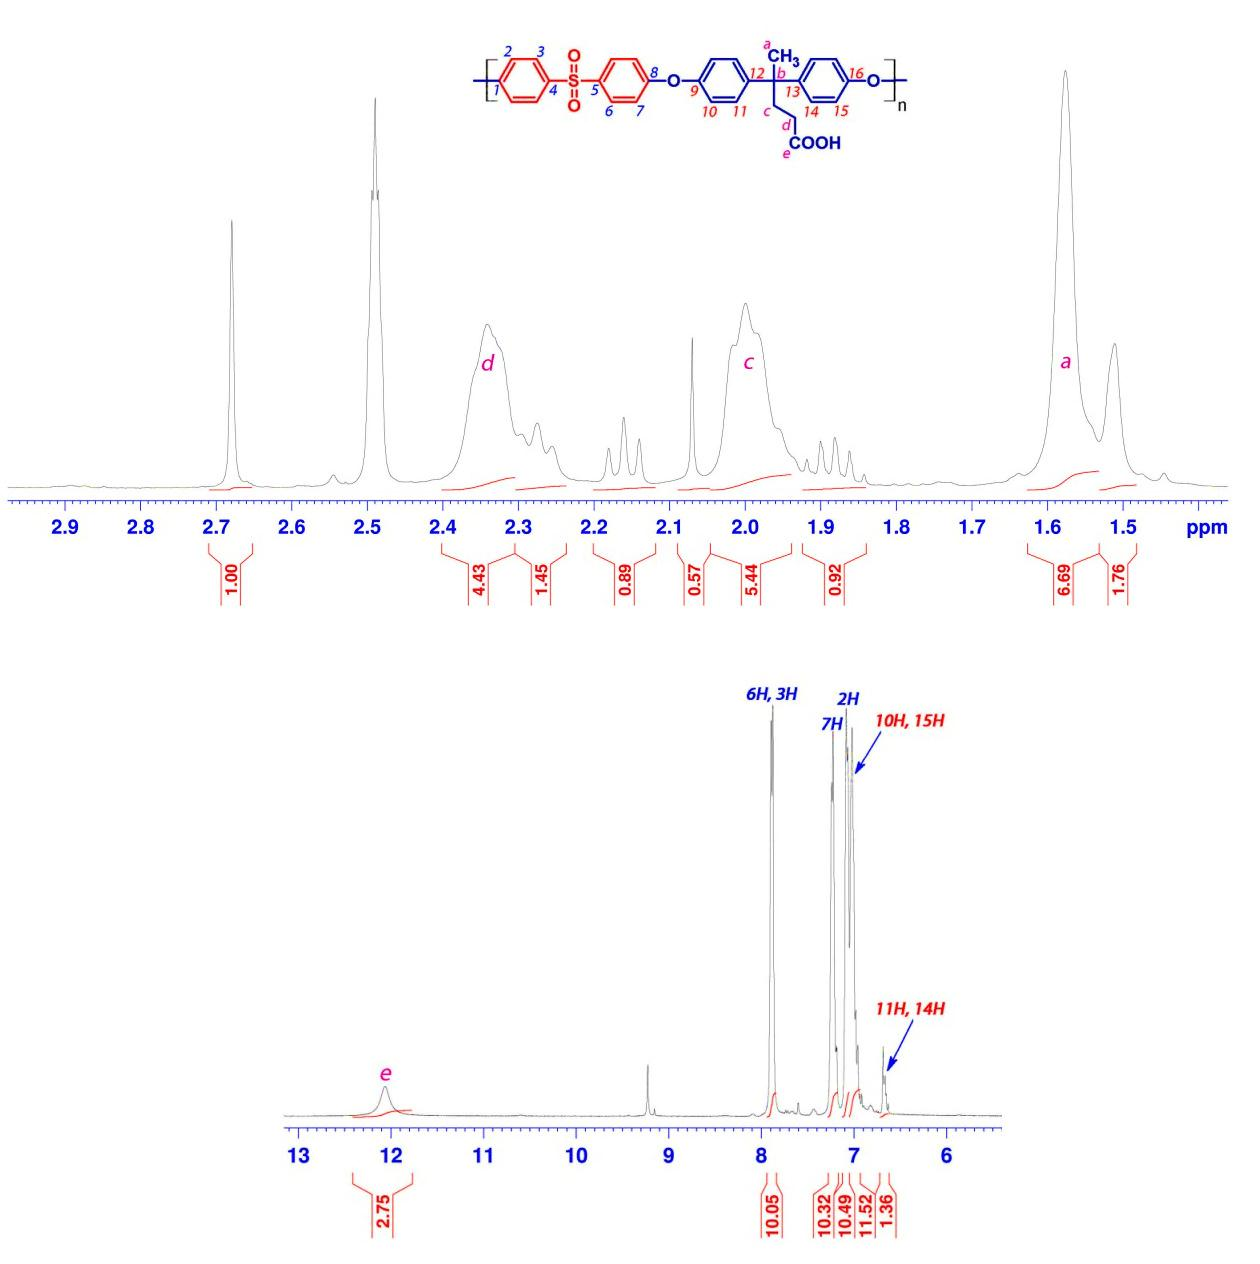 a
CH3
2 3 O 8 12 b 16
1 4 S 5 O 9 13 O
O 6 7 10 11 c 14 15 n
d
COOH
e
d c a
2.9 2.8 2.7 2.6 2.5 2.4 2.3 2.2 2.1 2.0 1.9 1.8 1.7 1.6 1.5 ppm
1.00 4.43 1.45 0.89 0.57 5.44 0.92 6.69 1.76
6H, 3H
2H
7H
10H, 15H
11H, 14H
e
13 12 11 10 9 8 7 6
2.75 10.05 10.32 10.49 11.52 1.36